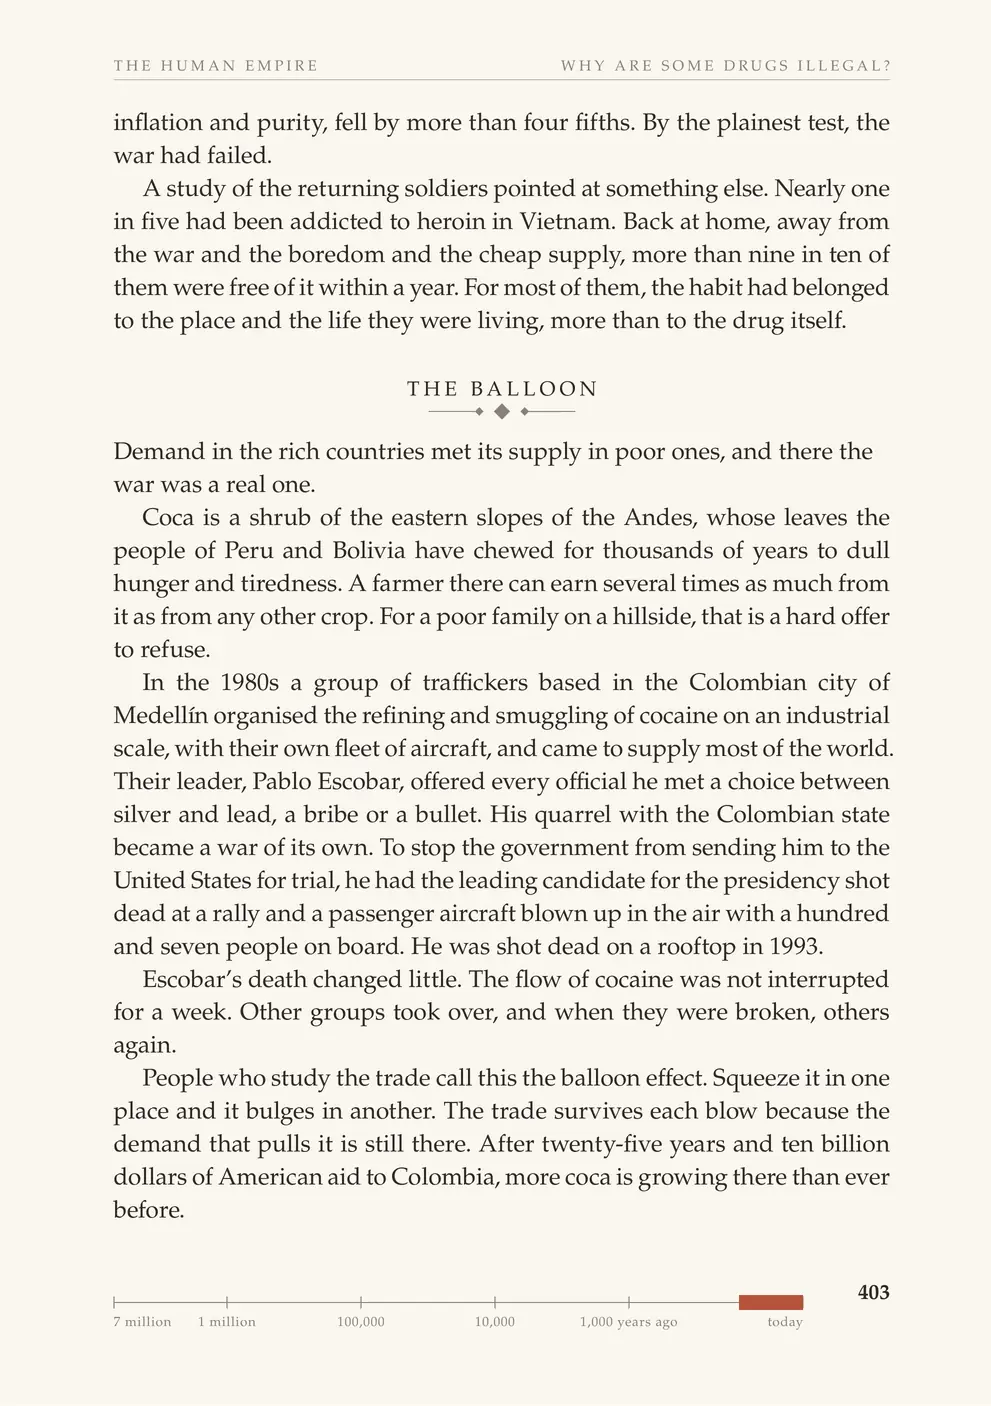 THE HUMAN EMPIRE
WHY ARE SOME DRUGS ILLEGAL?
inflation and purity, fell by more than four fifths. By the plainest test, the
war had failed.
A study of the returning soldiers pointed at something else. Nearly one
in five had been addicted to heroin in Vietnam. Back at home, away from
the war and the boredom and the cheap supply, more than nine in ten of
them were free of it within a year. For most of them, the habit had belonged
to the place and the life they were living, more than to the drug itself.
THE BALLOON
Demand in the rich countries met its supply in poor ones, and there the
war was a real one.
Coca is a shrub of the eastern slopes of the Andes, whose leaves the
people of Peru and Bolivia have chewed for thousands of years to dull
hunger and tiredness. A farmer there can earn several times as much from
it as from any other crop. For a poor family on a hillside, that is a hard offer
to refuse.
In the 1980s a group of traffickers based in the Colombian city of
Medellín organised the refining and smuggling of cocaine on an industrial
scale, with their own fleet of aircraft, and came to supply most of the world.
Their leader, Pablo Escobar, offered every official he met a choice between
silver and lead, a bribe or a bullet. His quarrel with the Colombian state
became a war of its own. To stop the government from sending him to the
United States for trial, he had the leading candidate for the presidency shot
dead at a rally and a passenger aircraft blown up in the air with a hundred
and seven people on board. He was shot dead on a rooftop in 1993.
Escobar’s death changed little. The flow of cocaine was not interrupted
for a week. Other groups took over, and when they were broken, others
again.
People who study the trade call this the balloon effect. Squeeze it in one
place and it bulges in another. The trade survives each blow because the
demand that pulls it is still there. After twenty-five years and ten billion
dollars of American aid to Colombia, more coca is growing there than ever
before.
403
7 million 1 million 100,000 10,000 1,000 years ago today